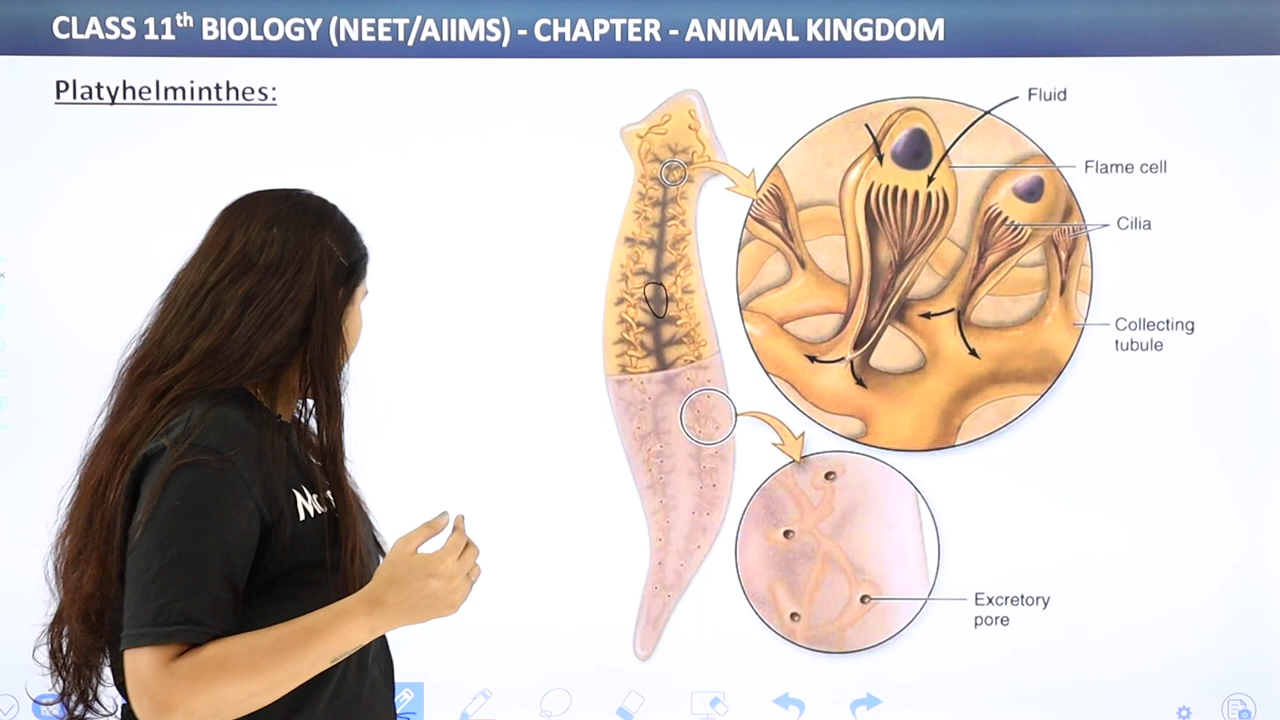 CLASS 11th BIOLOGY (NEET/AIIMS) - CHAPTER - ANIMAL KINGDOM
Platyhelminthes:
Fluid
Flame cell
Cilia
Collecting
tubule
Excretory
pore